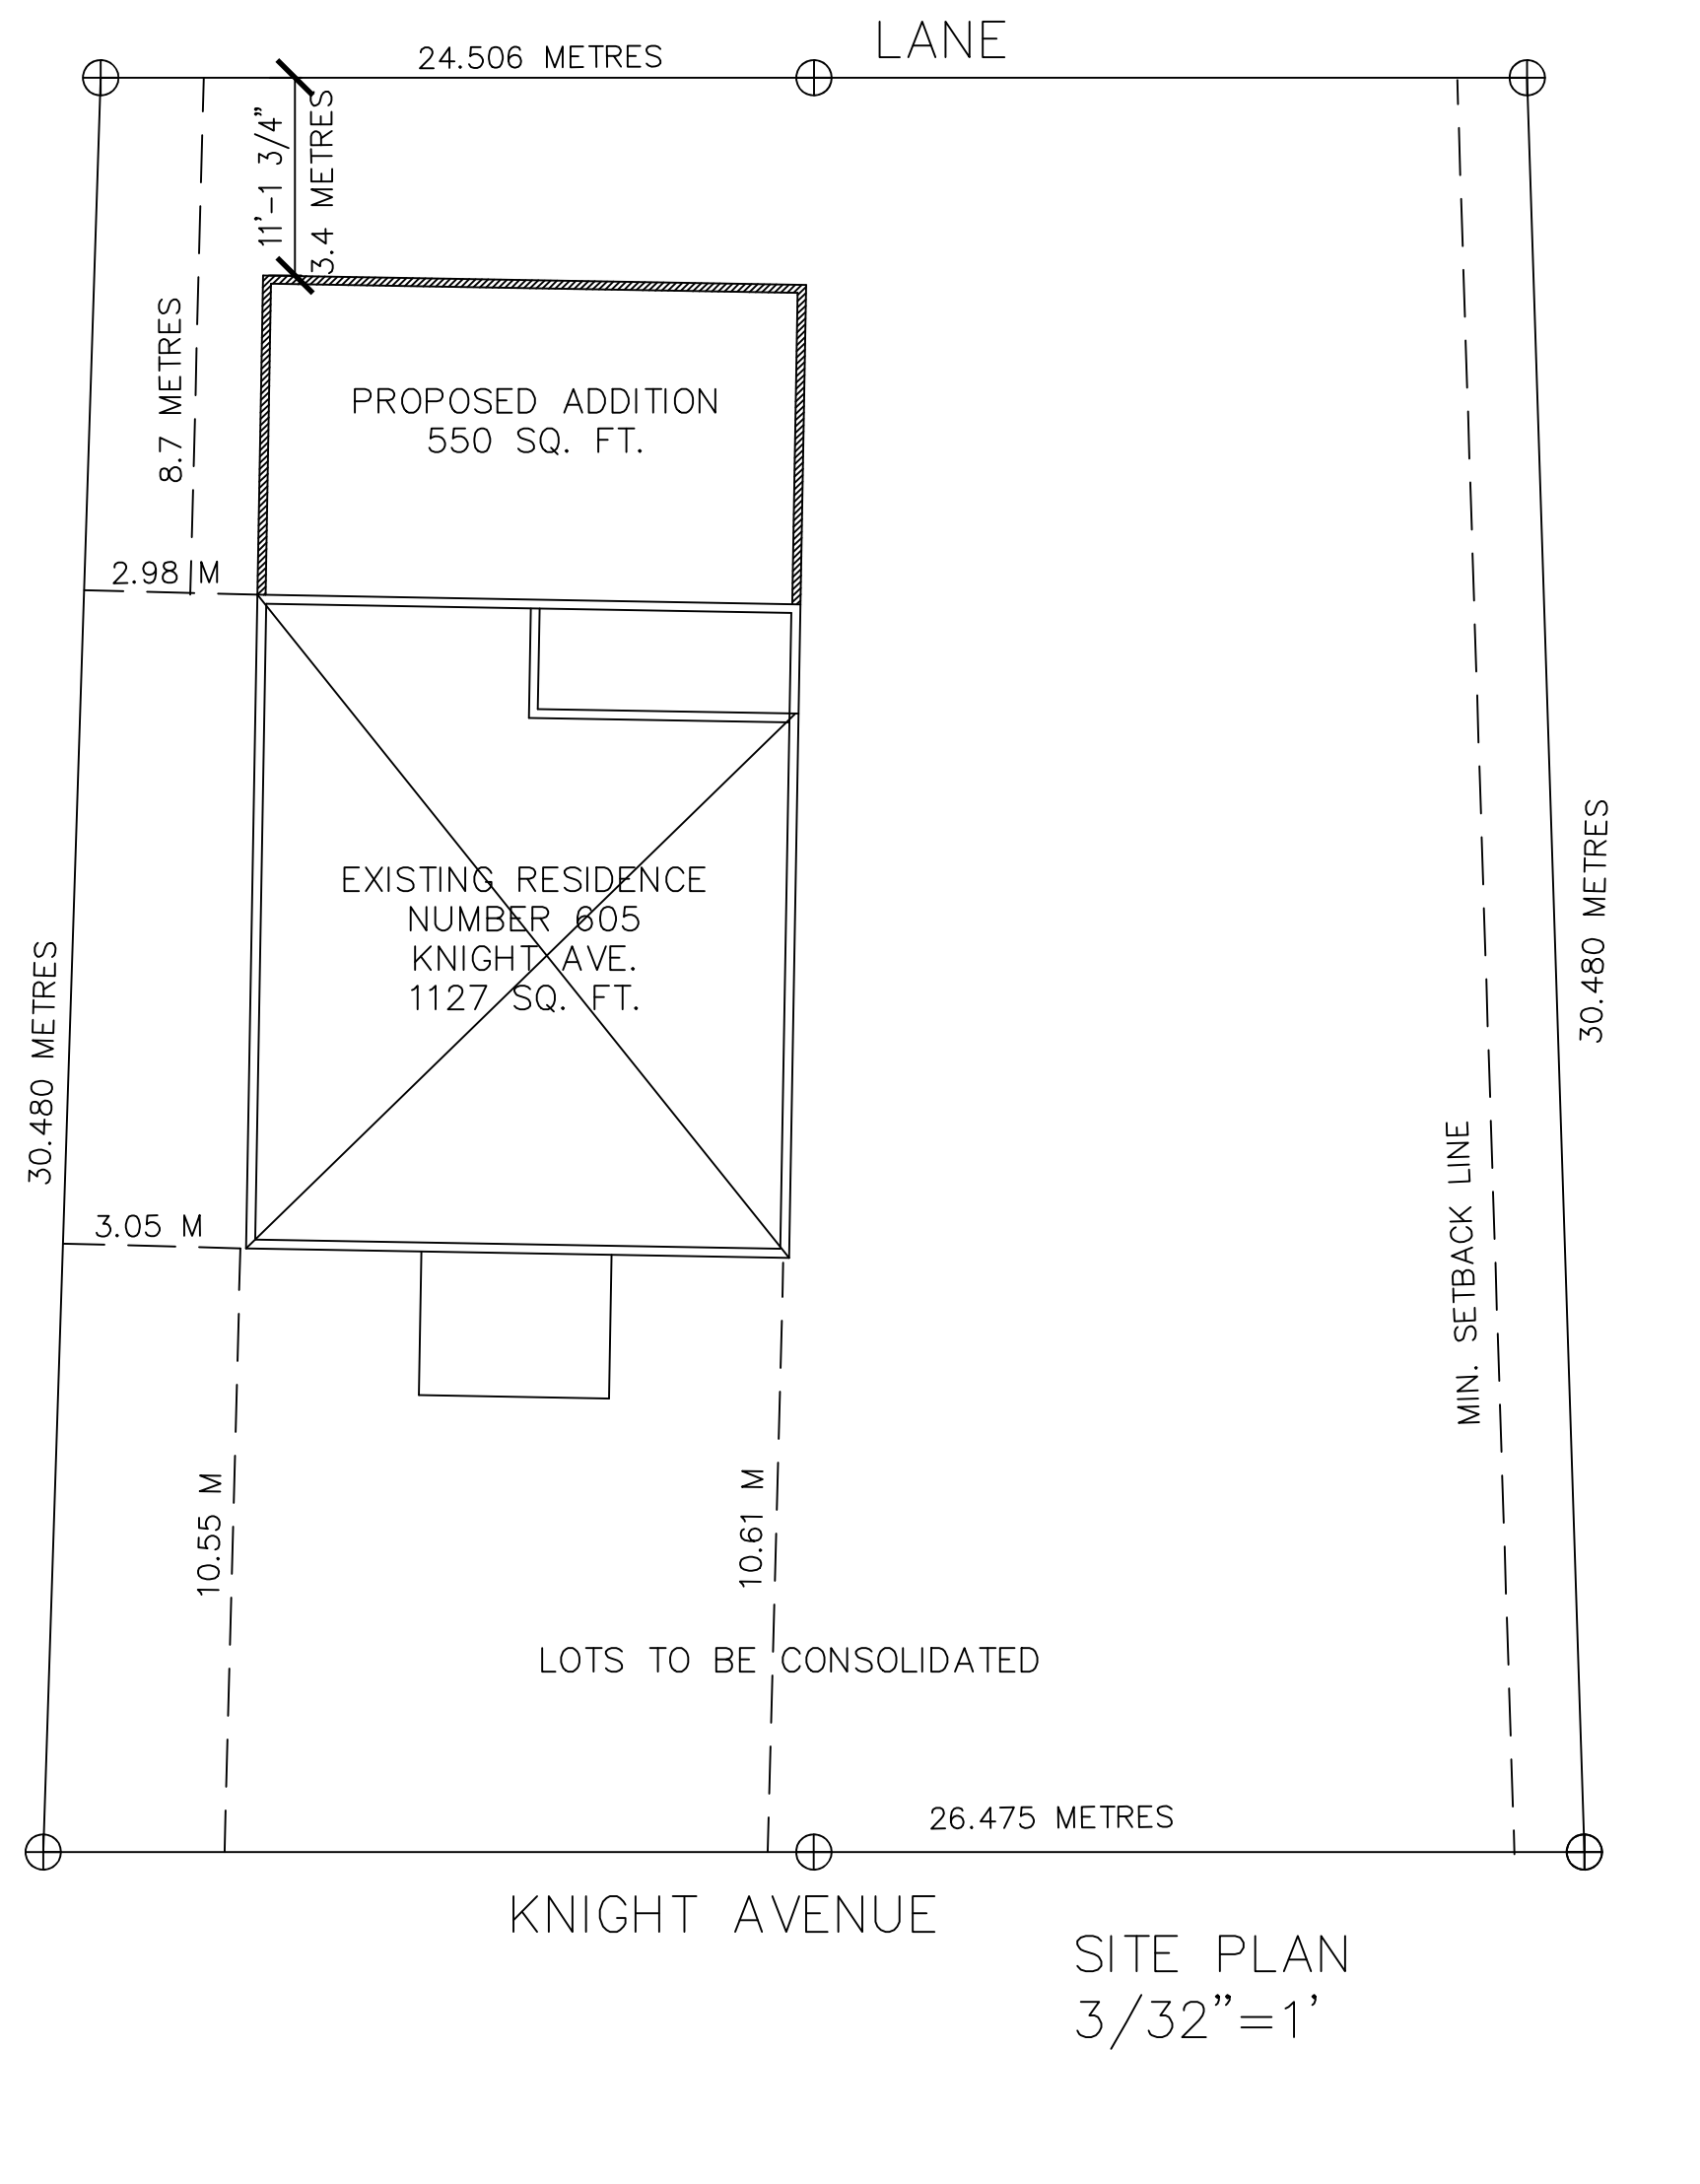 LANE
24.506 METRES
11'-1 3/4"
3.4 METRES
8.7 METRES
PROPOSED ADDITION
550 SQ. FT.
2.98 M
EXISTING RESIDENCE
NUMBER 605
KNIGHT AVE.
1127 SQ. FT.
30.480 METRES
30.480 METRES
3.05 M
MIN. SETBACK LINE
10.55 M
10.61 M
LOTS TO BE CONSOLIDATED
26.475 METRES
KNIGHT AVENUE
SITE PLAN
3/32"=1'